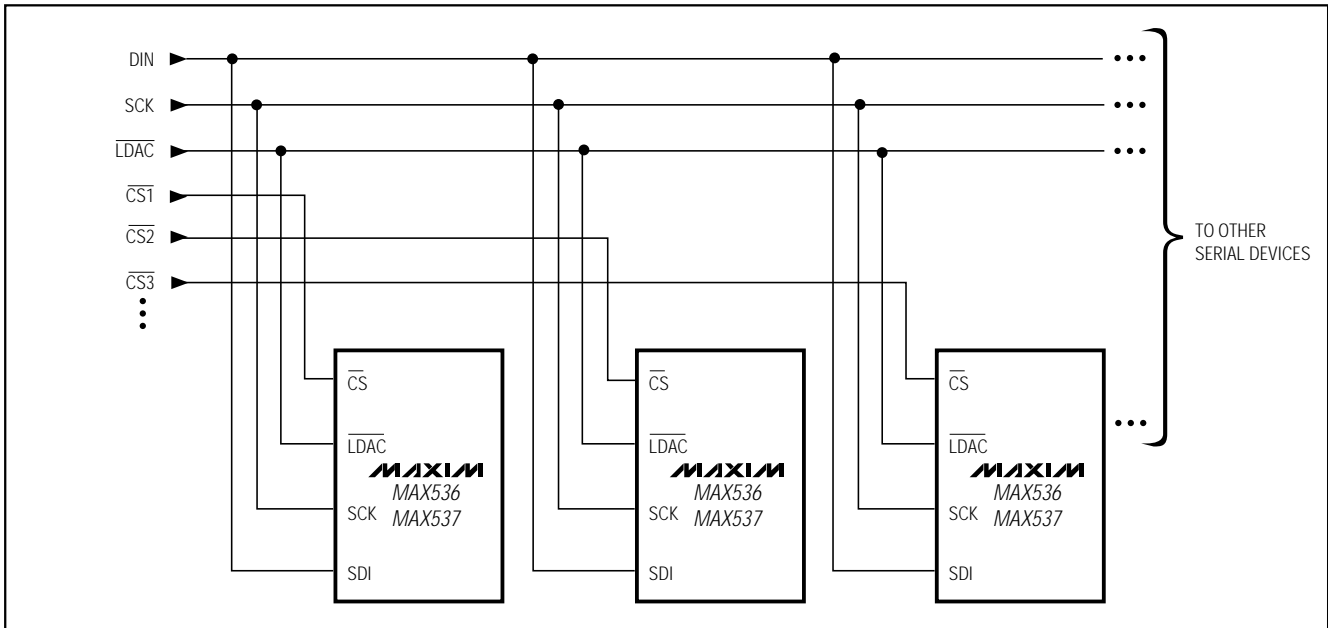 DIN
SCK
LDAC
CS1
CS2
CS3
TO OTHER
SERIAL DEVICES
CS
LDAC
MAXIM
MAX536
MAX537
SCK
SDI
CS
LDAC
MAXIM
MAX536
MAX537
SCK
SDI
CS
LDAC
MAXIM
MAX536
MAX537
SCK
SDI